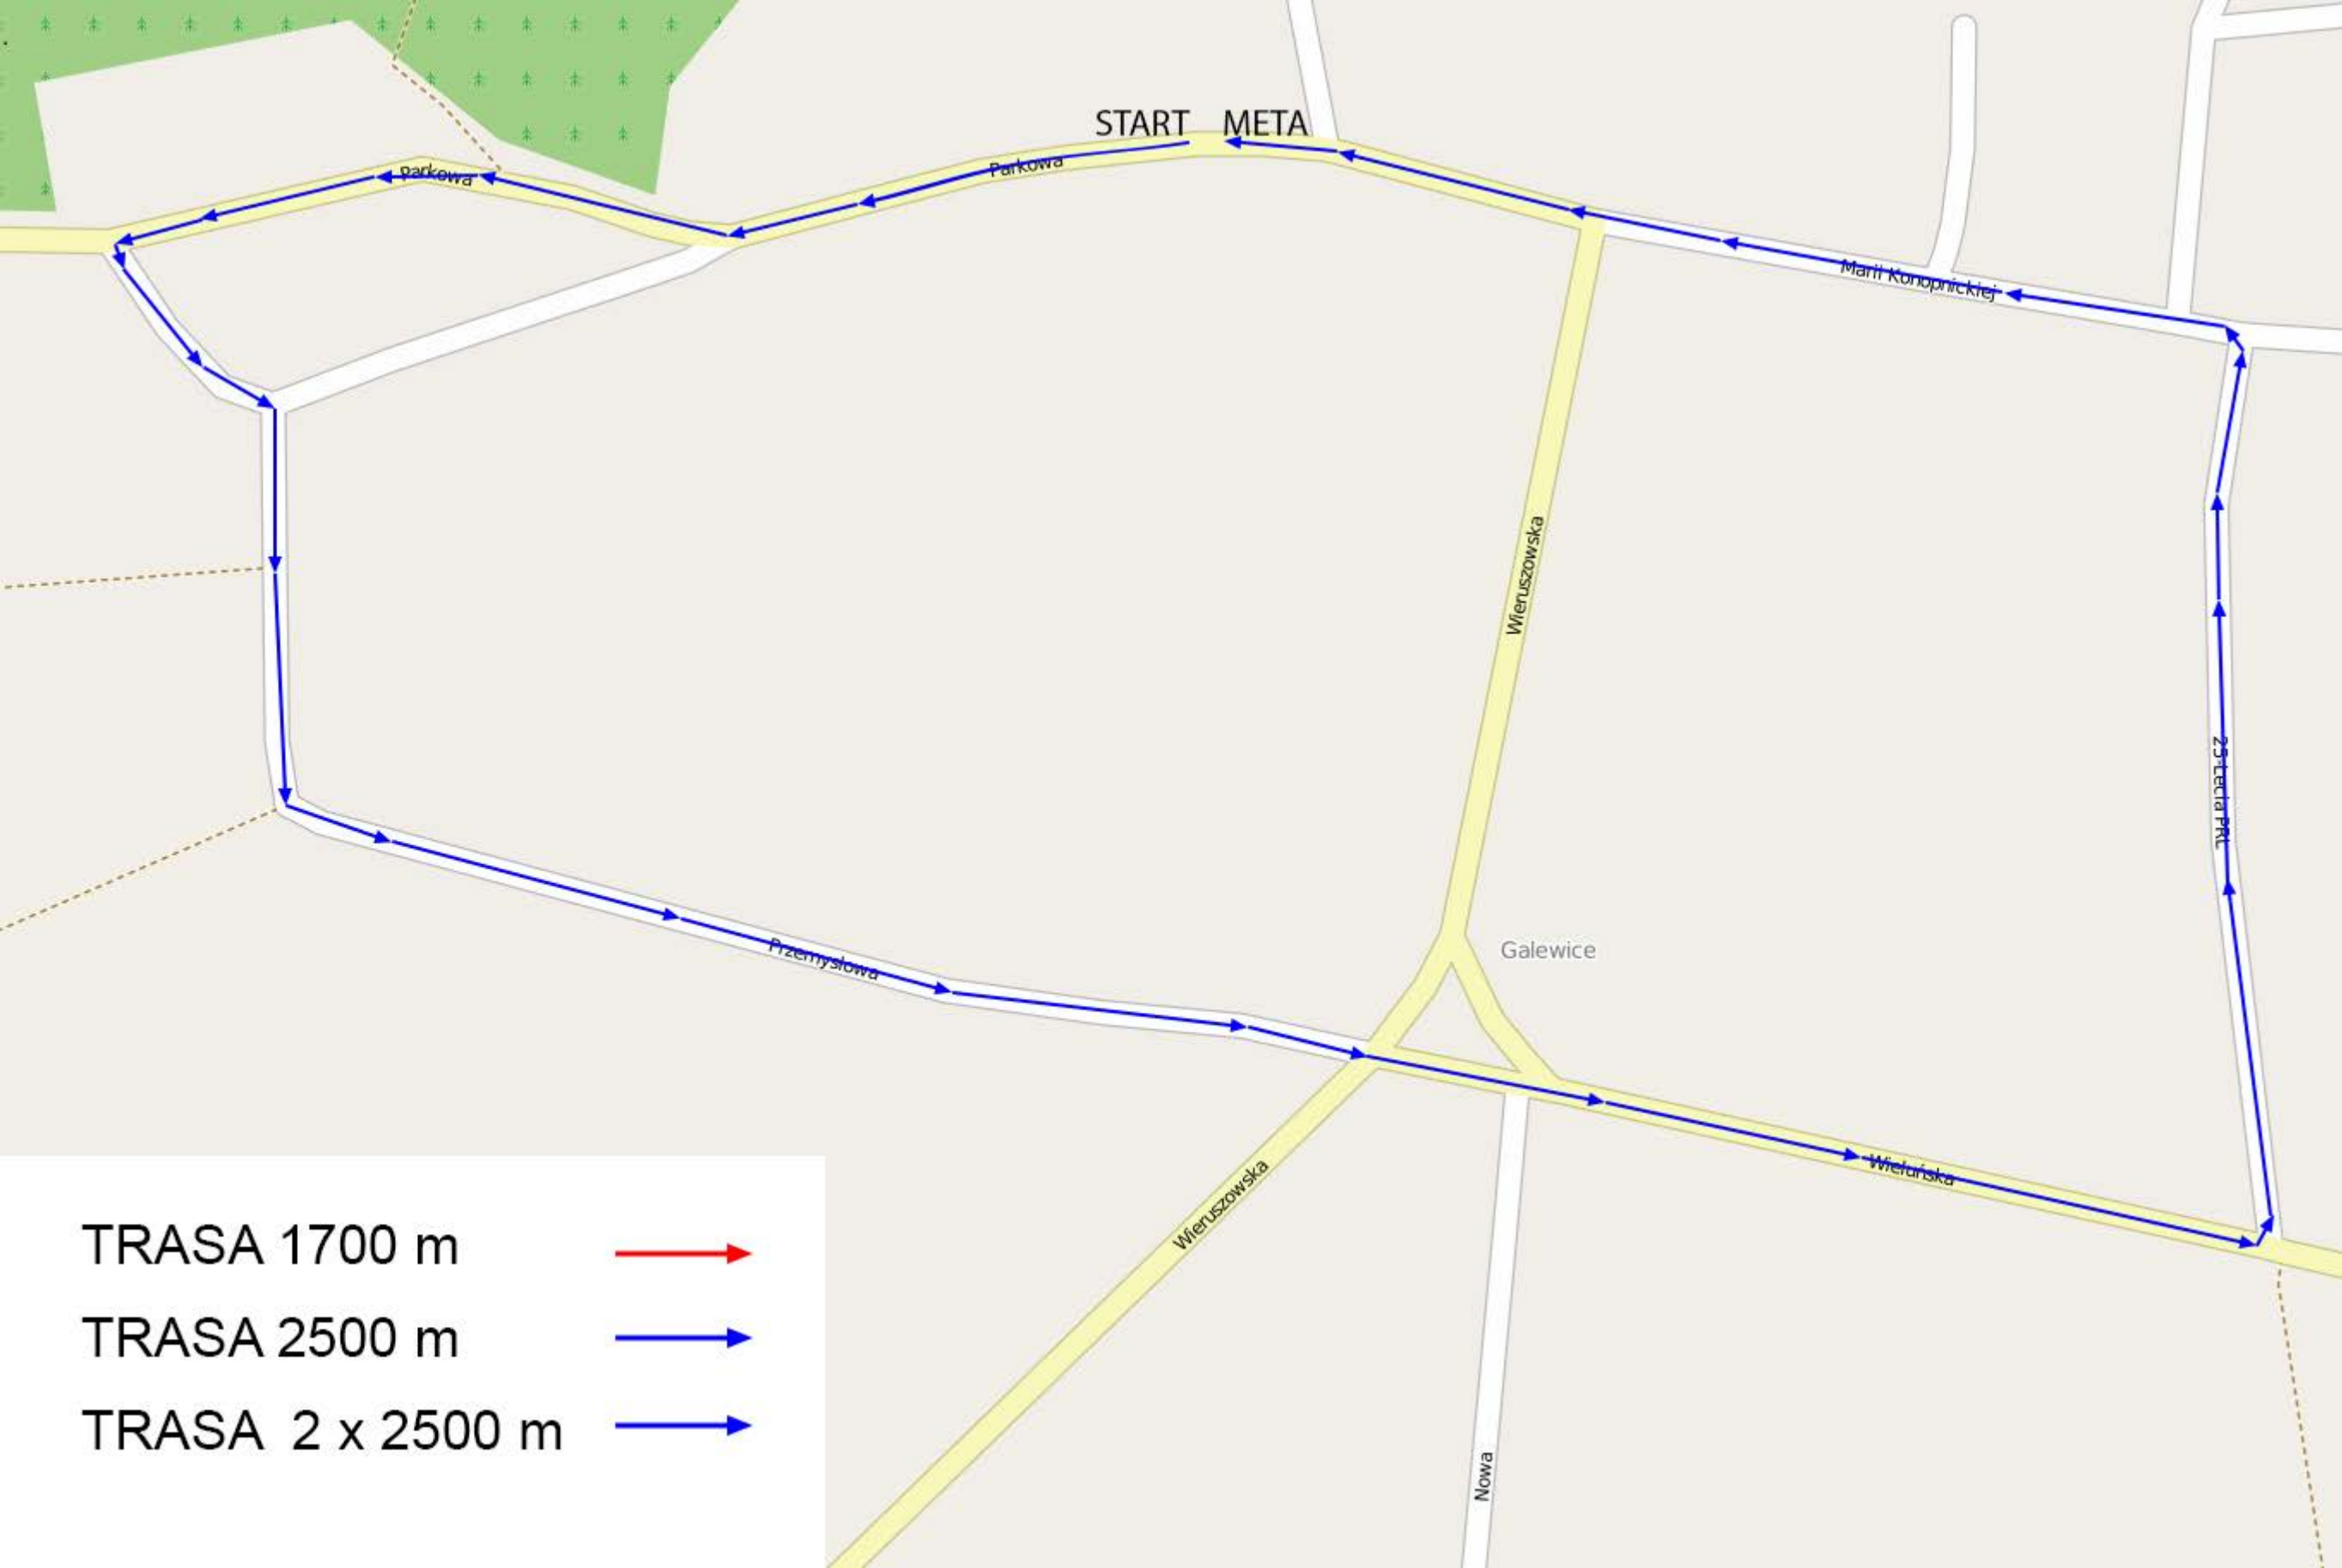 START META
Parkowa
Parkowa
Marii Konopnickiej
Wieruszowska
25-Lecia PRL
Galewice
Przemysłowa
Wieluńska
Wieruszowska
Nowa
TRASA 1700 m
TRASA 2500 m
TRASA 2 x 2500 m